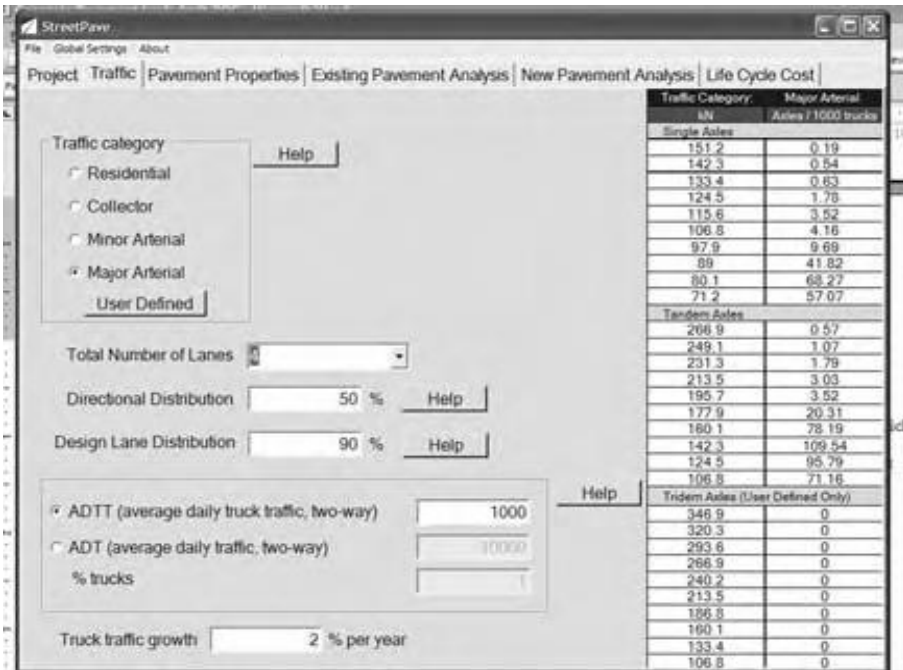 StreetPave
File Global Settings About
Project Traffic Pavement Properties Existing Pavement Analysis New Pavement Analysis Life Cycle Cost
Traffic category
Help
Residential
Collector
Minor Arterial
Major Arterial
User Defined
Total Number of Lanes
Directional Distribution 50 % Help
Design Lane Distribution 90 % Help
Help
ADTT (average daily truck traffic, two-way) 1000
ADT (average daily traffic, two-way) 10000
% trucks 1
Truck traffic growth 2 % per year
Traffic Category: Major Arterial
kN Axles / 1000 trucks
Single Axles
151.2 0.19
142.3 0.54
133.4 0.63
124.5 1.78
115.6 3.52
106.8 4.16
97.9 9.69
89 41.82
80.1 68.27
71.2 57.07
Tandem Axles
266.9 0.57
249.1 1.07
231.3 1.79
213.5 3.03
195.7 3.52
177.9 20.31
160.1 78.19
142.3 109.54
124.5 95.79
106.8 71.16
Tridem Axles (User Defined Only)
346.9 0
320.3 0
293.6 0
266.9 0
240.2 0
213.5 0
186.8 0
160.1 0
133.4 0
106.8 0